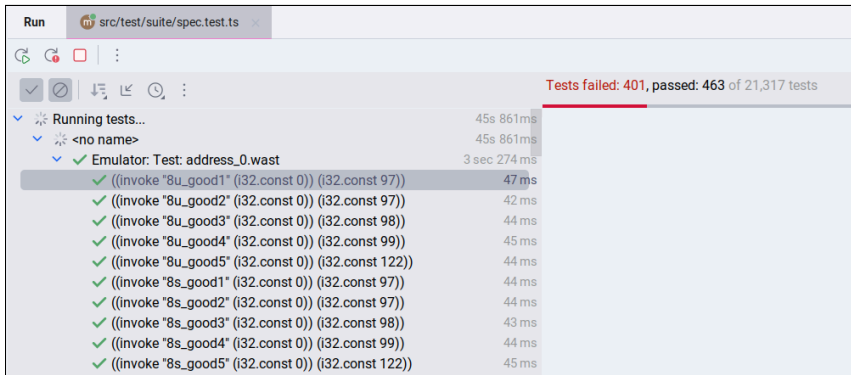 Run src/test/suite/spec.test.ts
Tests failed: 401, passed: 463 of 21,317 tests
Running tests... 45s 861ms
<no name> 45s 861ms
Emulator: Test: address_0.wast 3 sec 274 ms
((invoke "8u_good1" (i32.const 0)) (i32.const 97)) 47 ms
((invoke "8u_good2" (i32.const 0)) (i32.const 97)) 42 ms
((invoke "8u_good3" (i32.const 0)) (i32.const 98)) 44 ms
((invoke "8u_good4" (i32.const 0)) (i32.const 99)) 45 ms
((invoke "8u_good5" (i32.const 0)) (i32.const 122)) 44 ms
((invoke "8s_good1" (i32.const 0)) (i32.const 97)) 44 ms
((invoke "8s_good2" (i32.const 0)) (i32.const 97)) 44 ms
((invoke "8s_good3" (i32.const 0)) (i32.const 98)) 43 ms
((invoke "8s_good4" (i32.const 0)) (i32.const 99)) 44 ms
((invoke "8s_good5" (i32.const 0)) (i32.const 122)) 45 ms